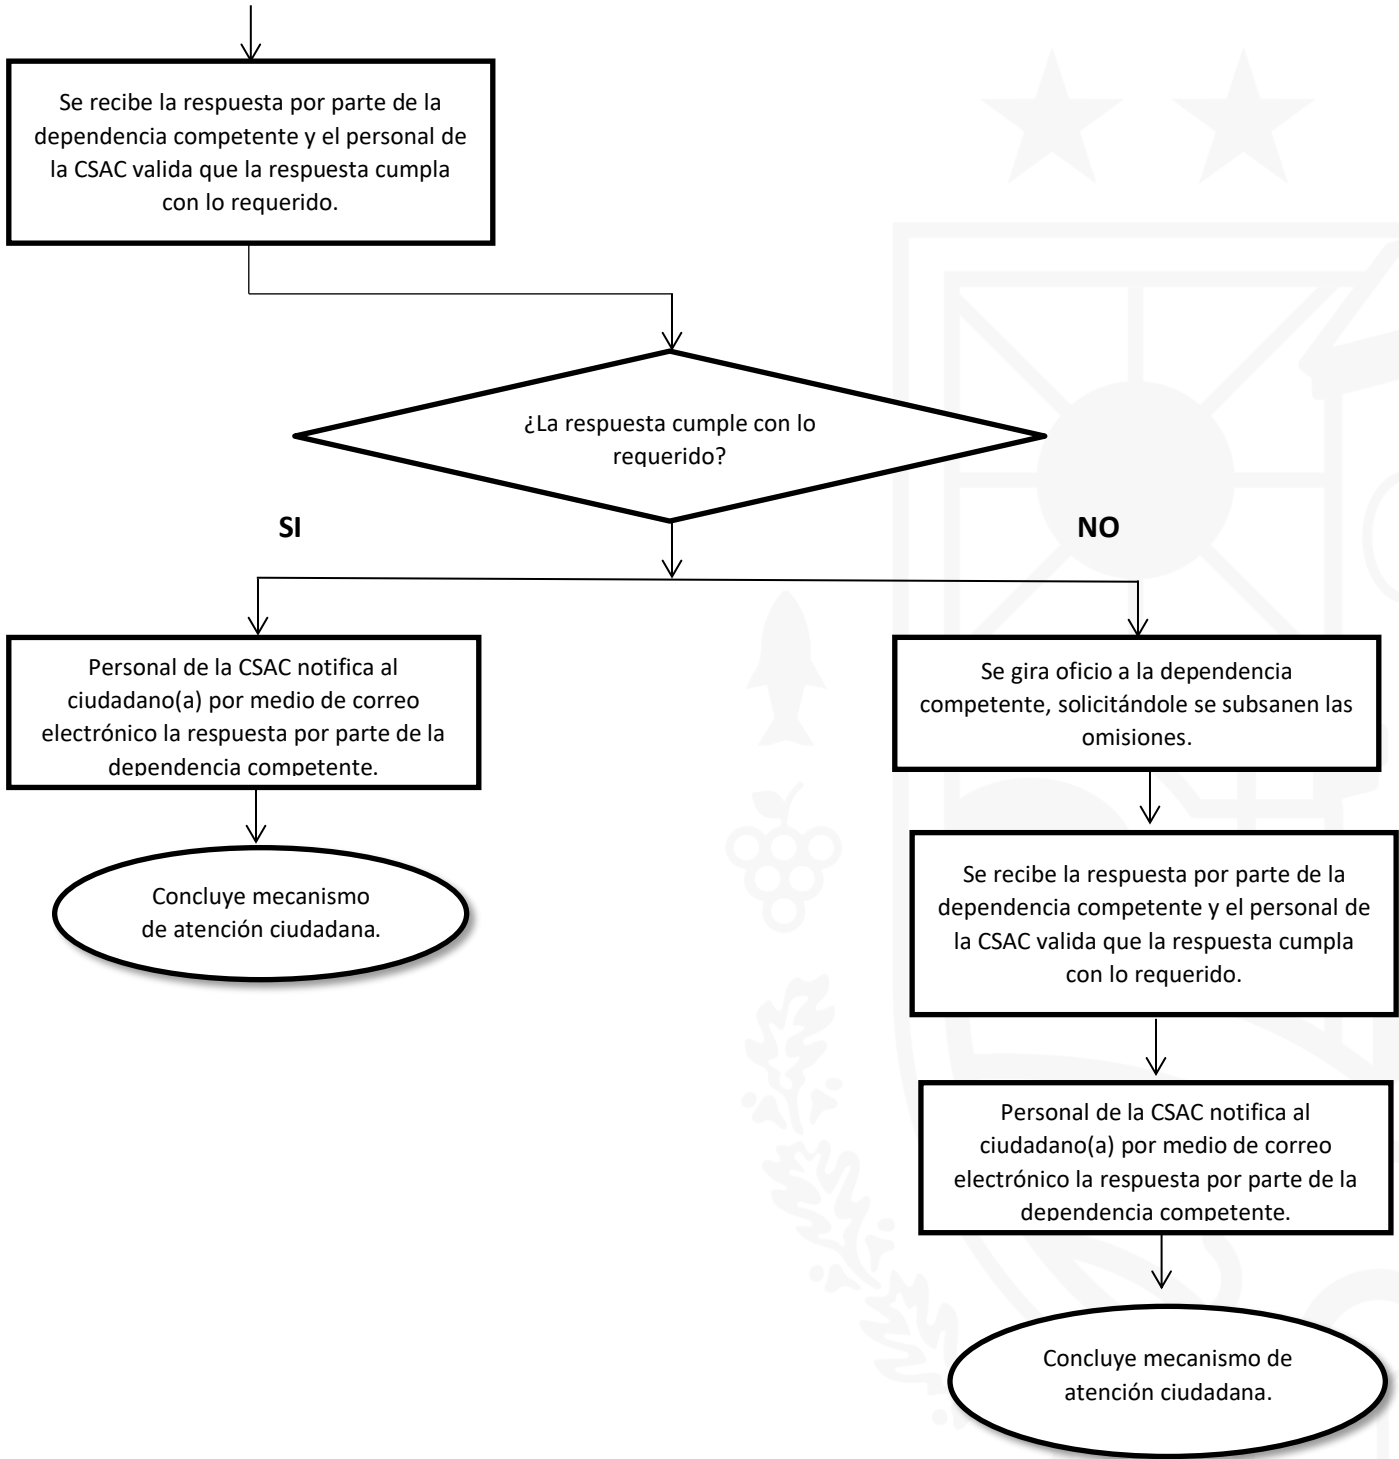 Se recibe la respuesta por parte de la
dependencia competente y el personal de
la CSAC valida que la respuesta cumpla
con lo requerido.
¿La respuesta cumple con lo
requerido?
SI
NO
Personal de la CSAC notifica al
ciudadano(a) por medio de correo
electrónico la respuesta por parte de la
dependencia competente.
Concluye mecanismo
de atención ciudadana.
Se gira oficio a la dependencia
competente, solicitándole se subsanen las
omisiones.
Se recibe la respuesta por parte de la
dependencia competente y el personal de
la CSAC valida que la respuesta cumpla
con lo requerido.
Personal de la CSAC notifica al
ciudadano(a) por medio de correo
electrónico la respuesta por parte de la
dependencia competente.
Concluye mecanismo de
atención ciudadana.